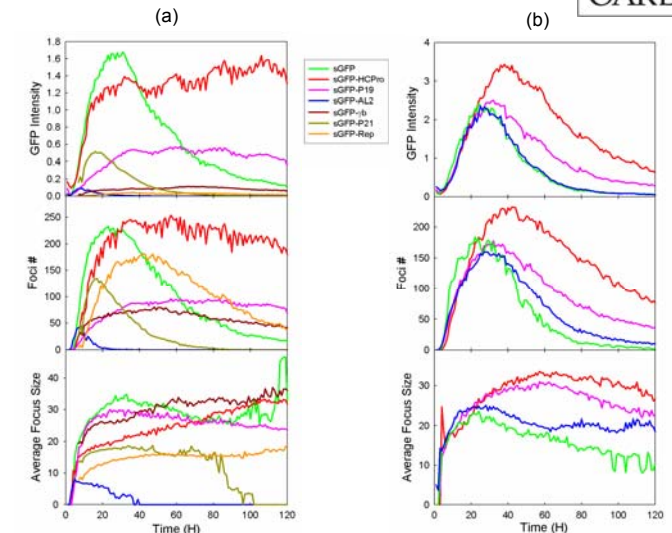 (a)
(b)
1.8
1.6
1.4
1.2
1.0
0.8
0.6
0.4
0.2
0.0
GFP Intensity
sGFP
sGFP-HCPro
sGFP-P19
sGFP-AL2
sGFP-γb
sGFP-P21
sGFP-Rep
4
3
2
1
0
GFP Intensity
250
200
150
100
50
0
Foci #
200
150
100
50
0
Foci #
40
30
20
10
0
Average Focus Size
0 20 40 60 80 100 120
Time (H)
30
20
10
0
Average Focus Size
0 20 40 60 80 100 120
Time (H)